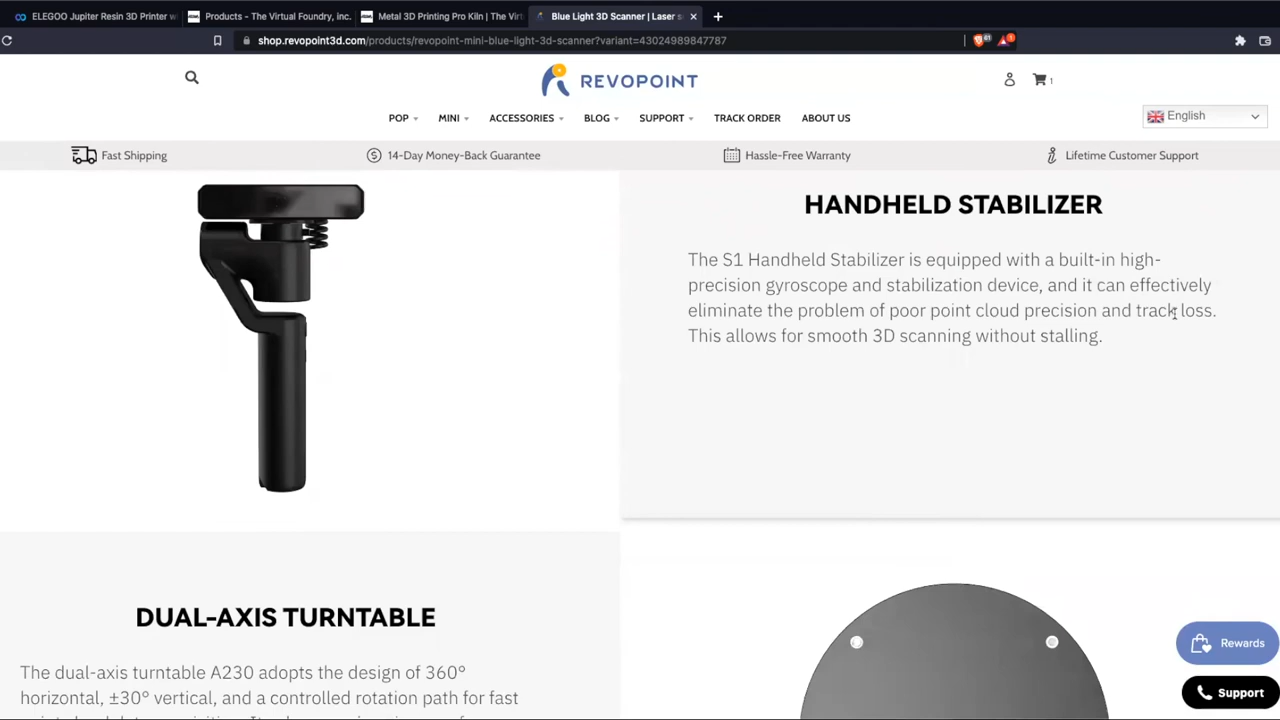 ELEGOO Jupiter Resin 3D Printer w
Products - The Virtual Foundry, inc.
Metal 3D Printing Pro Kiln | The Virt
Blue Light 3D Scanner | Laser s
shop.revopoint3d.com/products/revopoint-mini-blue-light-3d-scanner?variant=43024989847787
REVOPOINT
1
POP
MINI
ACCESSORIES
BLOG
SUPPORT
TRACK ORDER
ABOUT US
English
Fast Shipping
14-Day Money-Back Guarantee
Hassle-Free Warranty
Lifetime Customer Support
HANDHELD STABILIZER
The S1 Handheld Stabilizer is equipped with a built-in high-
precision gyroscope and stabilization device, and it can effectively
eliminate the problem of poor point cloud precision and track loss.
This allows for smooth 3D scanning without stalling.
DUAL-AXIS TURNTABLE
The dual-axis turntable A230 adopts the design of 360°
horizontal, ±30° vertical, and a controlled rotation path for fast
Rewards
Support